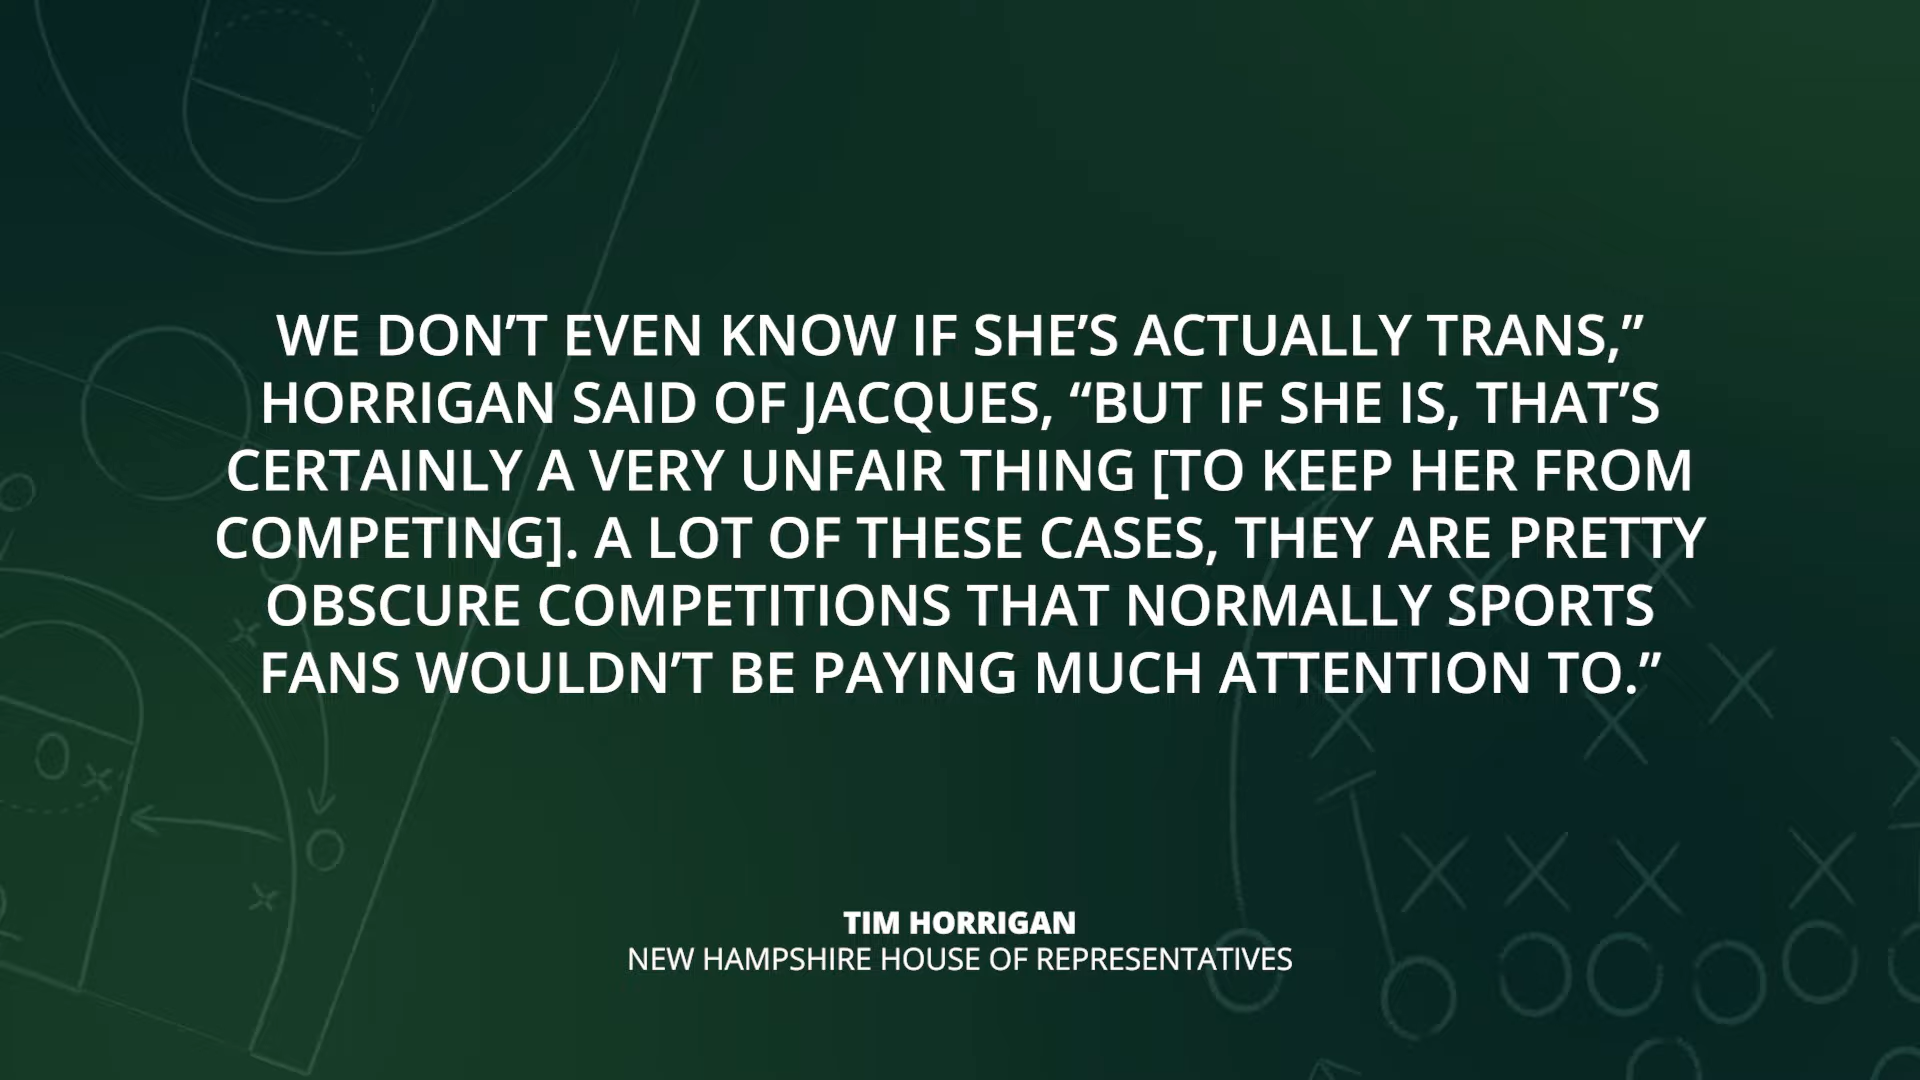 WE DON’T EVEN KNOW IF SHE’S ACTUALLY TRANS,”
HORRIGAN SAID OF JACQUES, “BUT IF SHE IS, THAT’S
CERTAINLY A VERY UNFAIR THING [TO KEEP HER FROM
COMPETING]. A LOT OF THESE CASES, THEY ARE PRETTY
OBSCURE COMPETITIONS THAT NORMALLY SPORTS
FANS WOULDN’T BE PAYING MUCH ATTENTION TO.”
TIM HORRIGAN
NEW HAMPSHIRE HOUSE OF REPRESENTATIVES